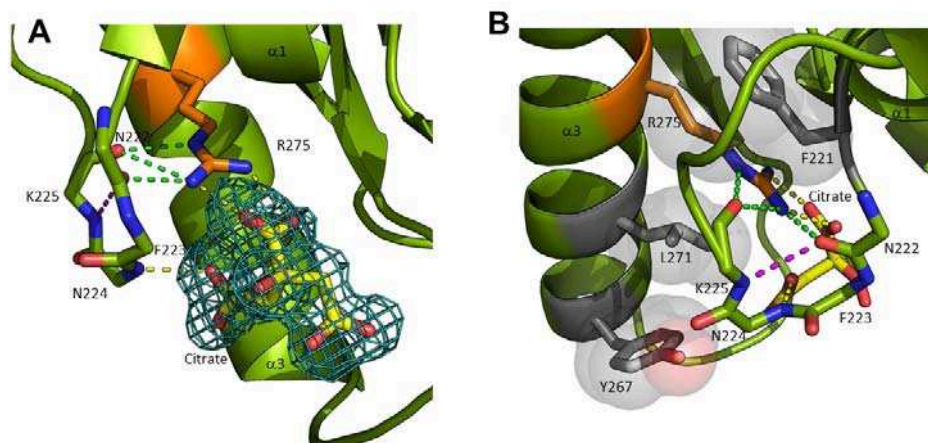 A
α1
N222
R275
K225
F223
N224
Citrate
α3
B
α3
R275
α1
F221
Citrate
L271
N222
K225
F223
N224
Y267